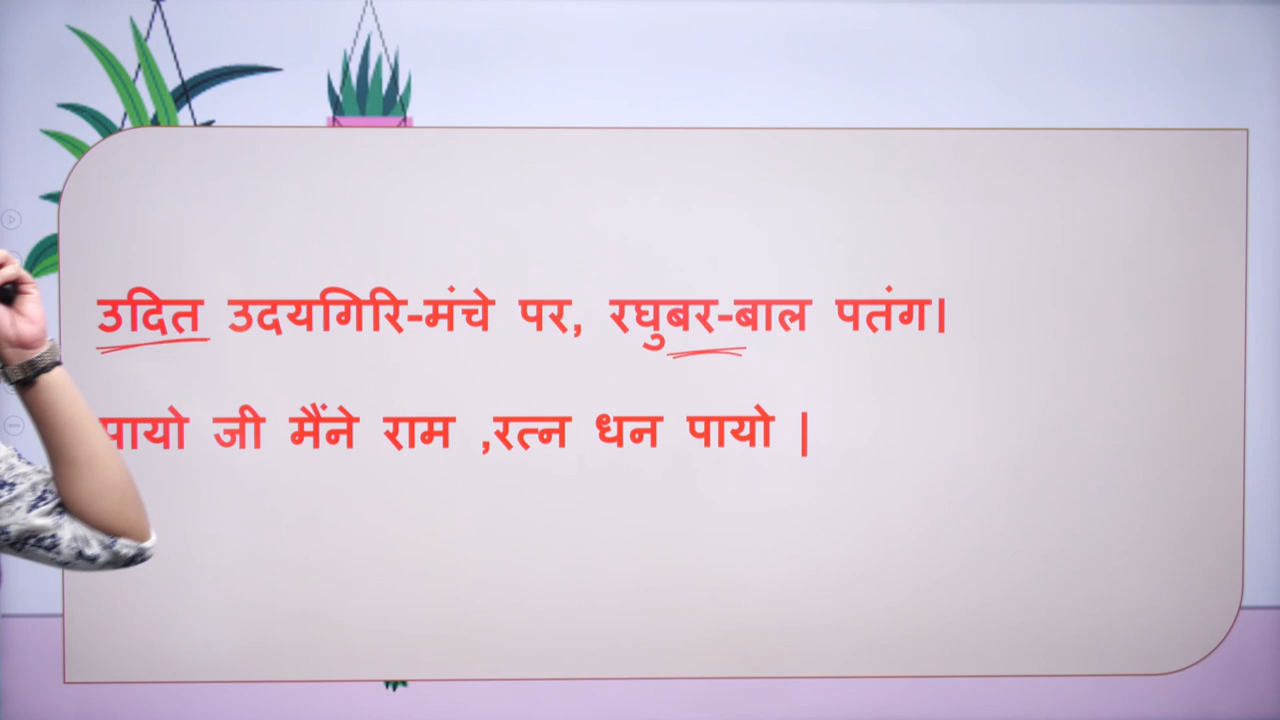 उदित उदयगिरि-मंचे पर, रघुबर-बाल पतंग।
पायो जी मैंने राम ,रत्न धन पायो |